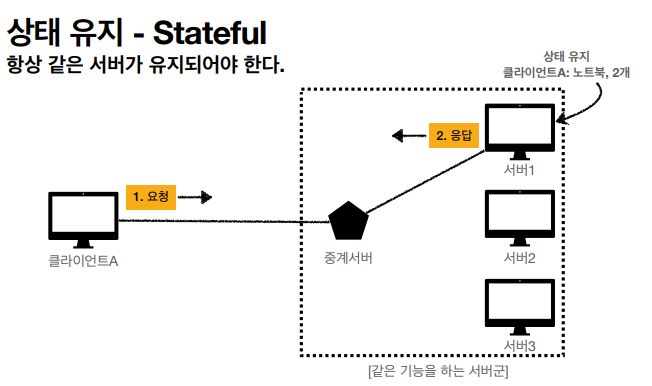 상태 유지 - Stateful
항상 같은 서버가 유지되어야 한다.
상태 유지
클라이언트A: 노트북, 2개
2. 응답
서버1
1. 요청
클라이언트A
중계서버
서버2
서버3
[같은 기능을 하는 서버군]